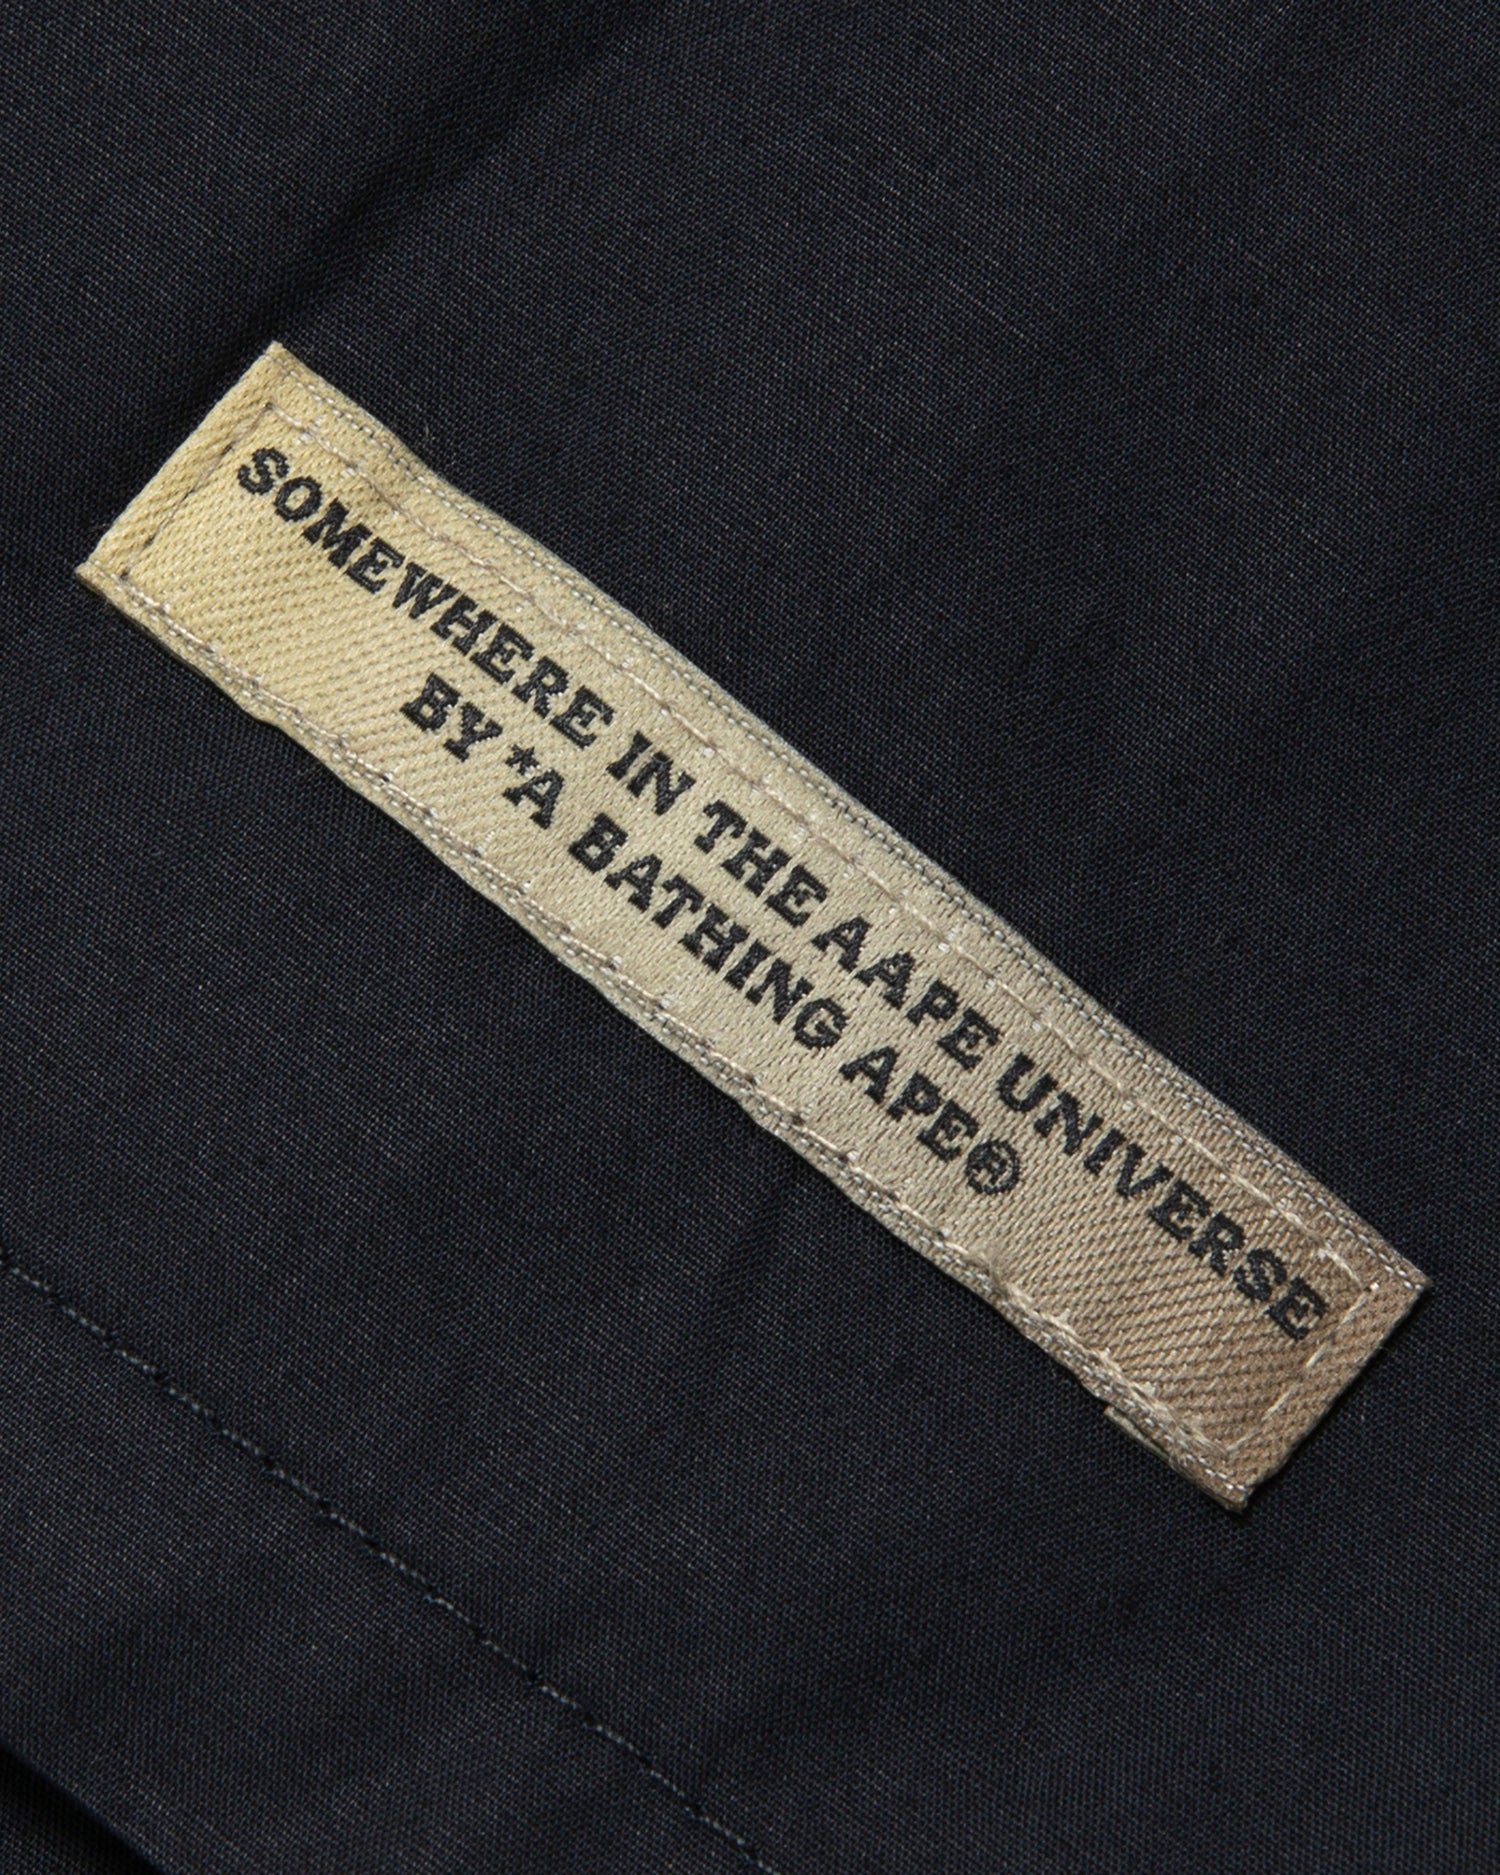 SOMEWHERE IN THE AAPE UNIVERSE
BY *A BATHING APE®